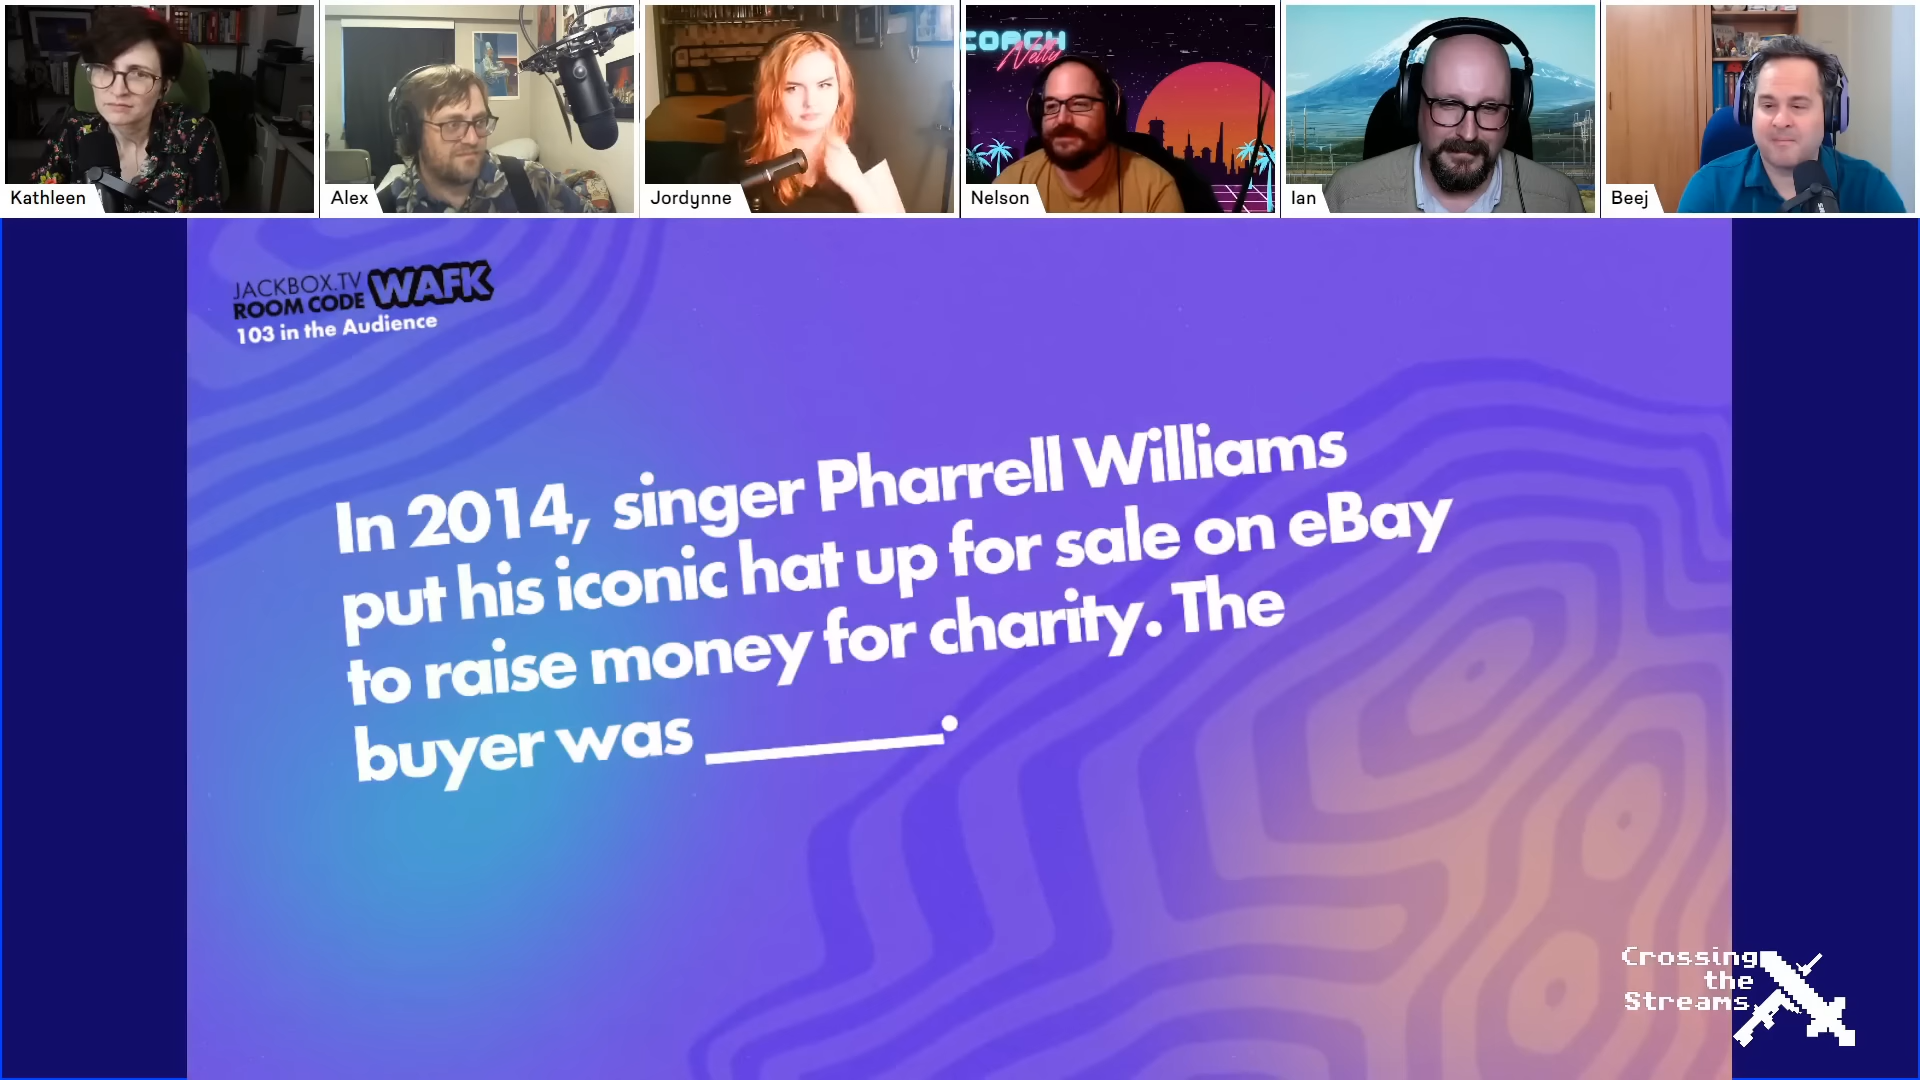 COACH
Nelly
Kathleen
Alex
Jordynne
Nelson
Ian
Beej
JACKBOX.TV
ROOM CODE WAFK
103 in the Audience
In 2014, singer Pharrell Williams
put his iconic hat up for sale on eBay
to raise money for charity. The
buyer was ________.
Crossing
the
Streams